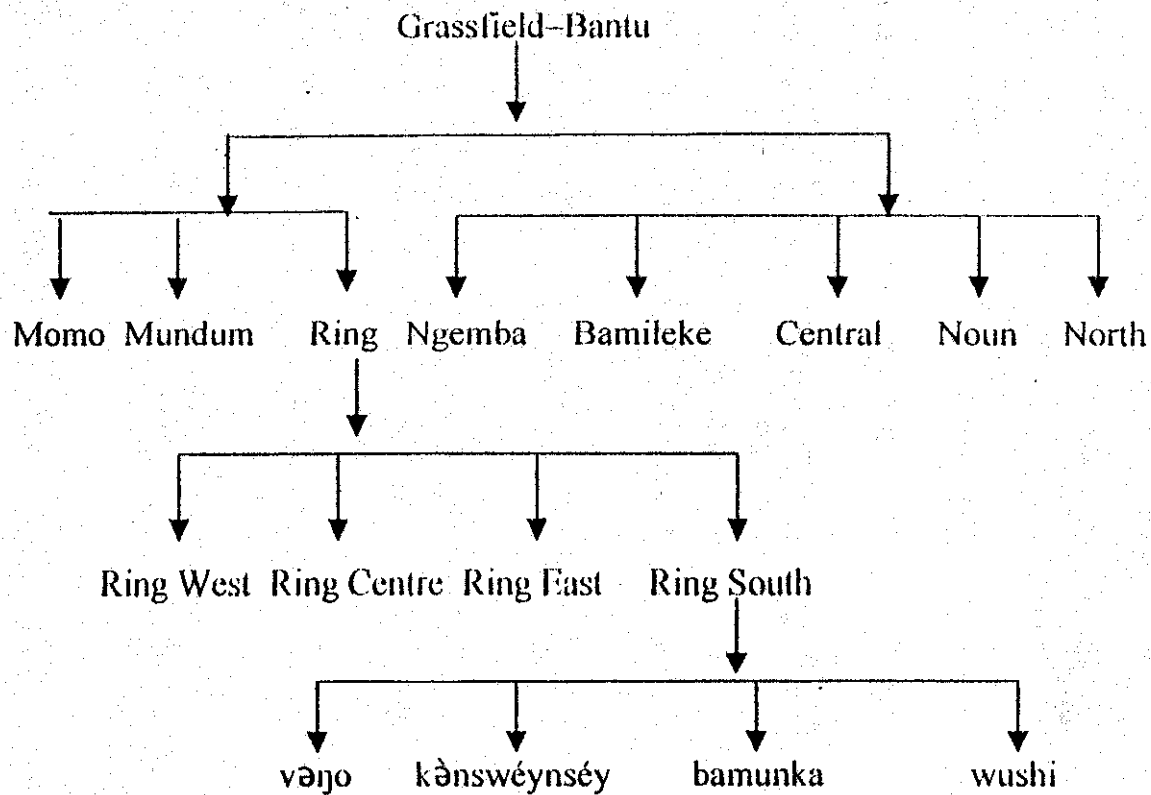 Grassfield–Bantu
Momo Mundum Ring Ngemba Bamileke Central Noun North
Ring West Ring Centre Ring East Ring South
vəŋo kə̀nswéynséy bamunka wushi